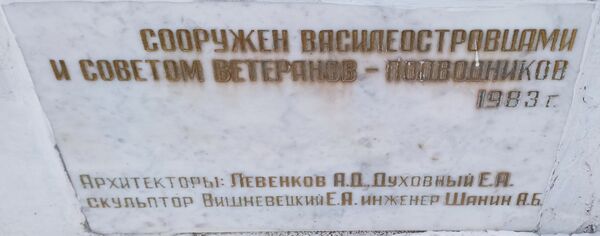 СООРУЖЕН ВАСИЛЕОСТРОВЦАМИ
И СОВЕТОМ ВЕТЕРАНОВ - ПОДВОДНИКОВ
1983 г.
АРХИТЕКТОРЫ: ЛЕВЕНКОВ А.Д., ДУХОВНЫЙ Е.А.
СКУЛЬПТОР ВИШНЕВЕЦКИЙ Е.Я. ИНЖЕНЕР ШАНИН А.Б.